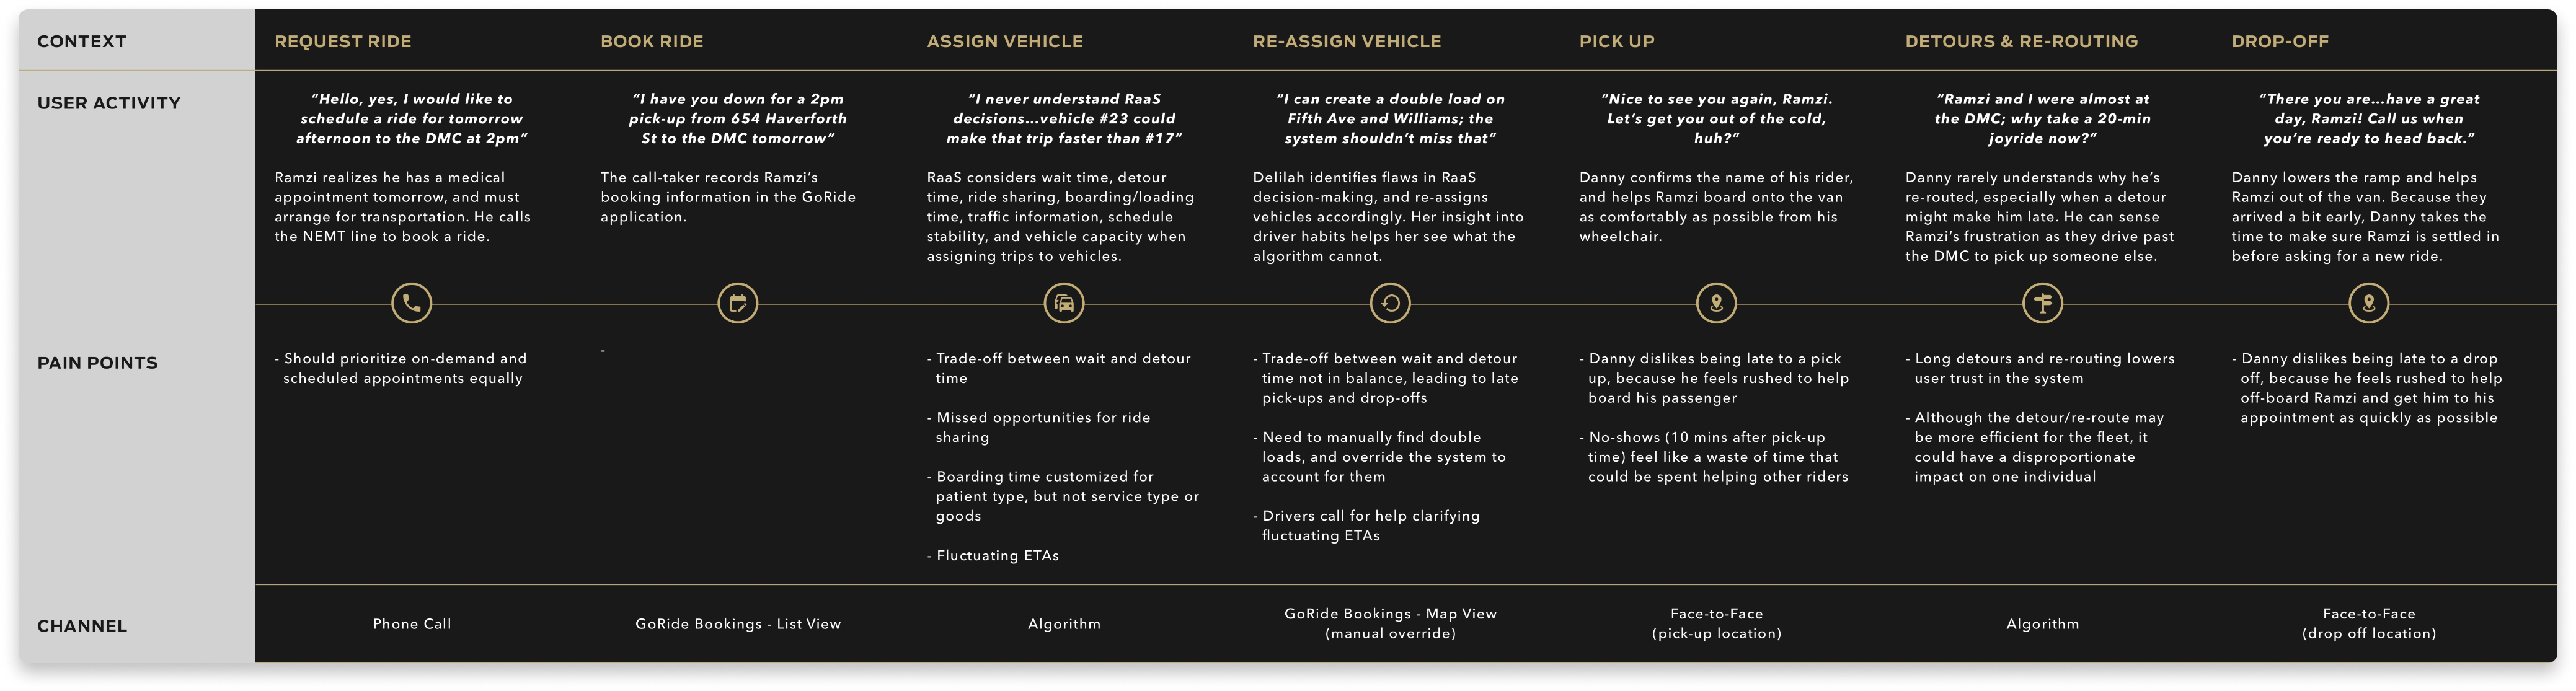 CONTEXT
REQUEST RIDE
BOOK RIDE
ASSIGN VEHICLE
RE-ASSIGN VEHICLE
PICK UP
DETOURS & RE-ROUTING
DROP-OFF
USER ACTIVITY
“Hello, yes, I would like to
schedule a ride for tomorrow
afternoon to the DMC at 2pm”
Ramzi realizes he has a medical
appointment tomorrow, and must
arrange for transportation. He calls
the NEMT line to book a ride.
“I have you down for a 2pm
pick-up from 654 Haverforth
St to the DMC tomorrow”
The call-taker records Ramzi’s
booking information in the GoRide
application.
“I never understand RaaS
decisions...vehicle #23 could
make that trip faster than #17”
RaaS considers wait time, detour
time, ride sharing, boarding/loading
time, traffic information, schedule
stability, and vehicle capacity when
assigning trips to vehicles.
“I can create a double load on
Fifth Ave and Williams; the
system shouldn’t miss that”
Delilah identifies flaws in RaaS
decision-making, and re-assigns
vehicles accordingly. Her insight into
driver habits helps her see what the
algorithm cannot.
“Nice to see you again, Ramzi.
Let’s get you out of the cold,
huh?”
Danny confirms the name of his rider,
and helps Ramzi board onto the van
as comfortably as possible from his
wheelchair.
“Ramzi and I were almost at
the DMC; why take a 20-min
joyride now?”
Danny rarely understands why he’s
re-routed, especially when a detour
might make him late. He can sense
Ramzi’s frustration as they drive past
the DMC to pick up someone else.
“There you are...have a great
day, Ramzi! Call us when
you’re ready to head back.”
Danny lowers the ramp and helps
Ramzi out of the van. Because they
arrived a bit early, Danny takes the
time to make sure Ramzi is settled in
before asking for a new ride.
PAIN POINTS
- Should prioritize on-demand and
scheduled appointments equally
-
- Trade-off between wait and detour
time
- Missed opportunities for ride
sharing
- Boarding time customized for
patient type, but not service type or
goods
- Fluctuating ETAs
- Trade-off between wait and detour
time not in balance, leading to late
pick-ups and drop-offs
- Need to manually find double
loads, and override the system to
account for them
- Drivers call for help clarifying
fluctuating ETAs
- Danny dislikes being late to a pick
up, because he feels rushed to help
board his passenger
- No-shows (10 mins after pick-up
time) feel like a waste of time that
could be spent helping other riders
- Long detours and re-routing lowers
user trust in the system
- Although the detour/re-route may
be more efficient for the fleet, it
could have a disproportionate
impact on one individual
- Danny dislikes being late to a drop
off, because he feels rushed to help
off-board Ramzi and get him to his
appointment as quickly as possible
CHANNEL
Phone Call
GoRide Bookings - List View
Algorithm
GoRide Bookings - Map View
(manual override)
Face-to-Face
(pick-up location)
Algorithm
Face-to-Face
(drop off location)